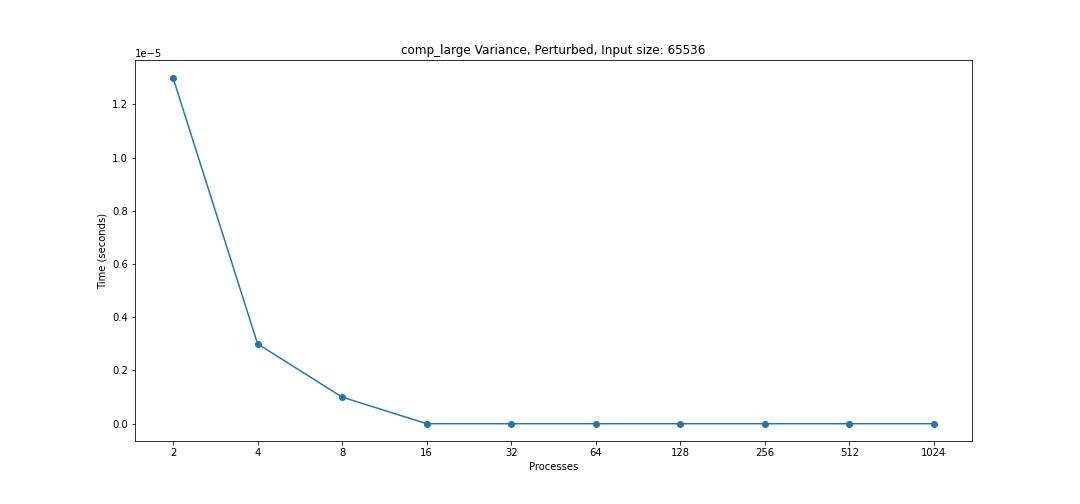 comp_large Variance, Perturbed, Input size: 65536
1e−5
1.2
1.0
0.8
0.6
0.4
0.2
0.0
Time (seconds)
2 4 8 16 32 64 128 256 512 1024
Processes